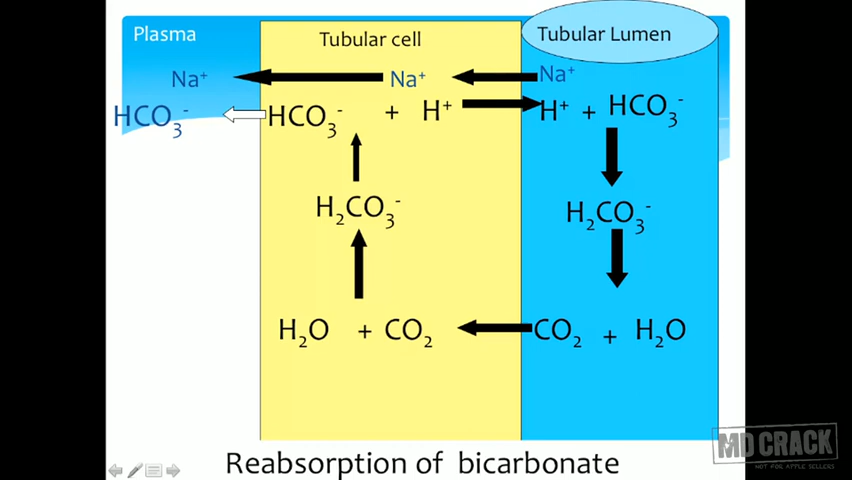 Plasma
Tubular cell
Tubular Lumen
Na⁺ Na⁺ Na⁺
HCO₃⁻ HCO₃⁻ + H⁺ H⁺ + HCO₃⁻
H₂CO₃⁻ H₂CO₃⁻
H₂O + CO₂ CO₂ + H₂O
MD CRACK
NOT FOR APPLE SELLERS
Reabsorption of bicarbonate